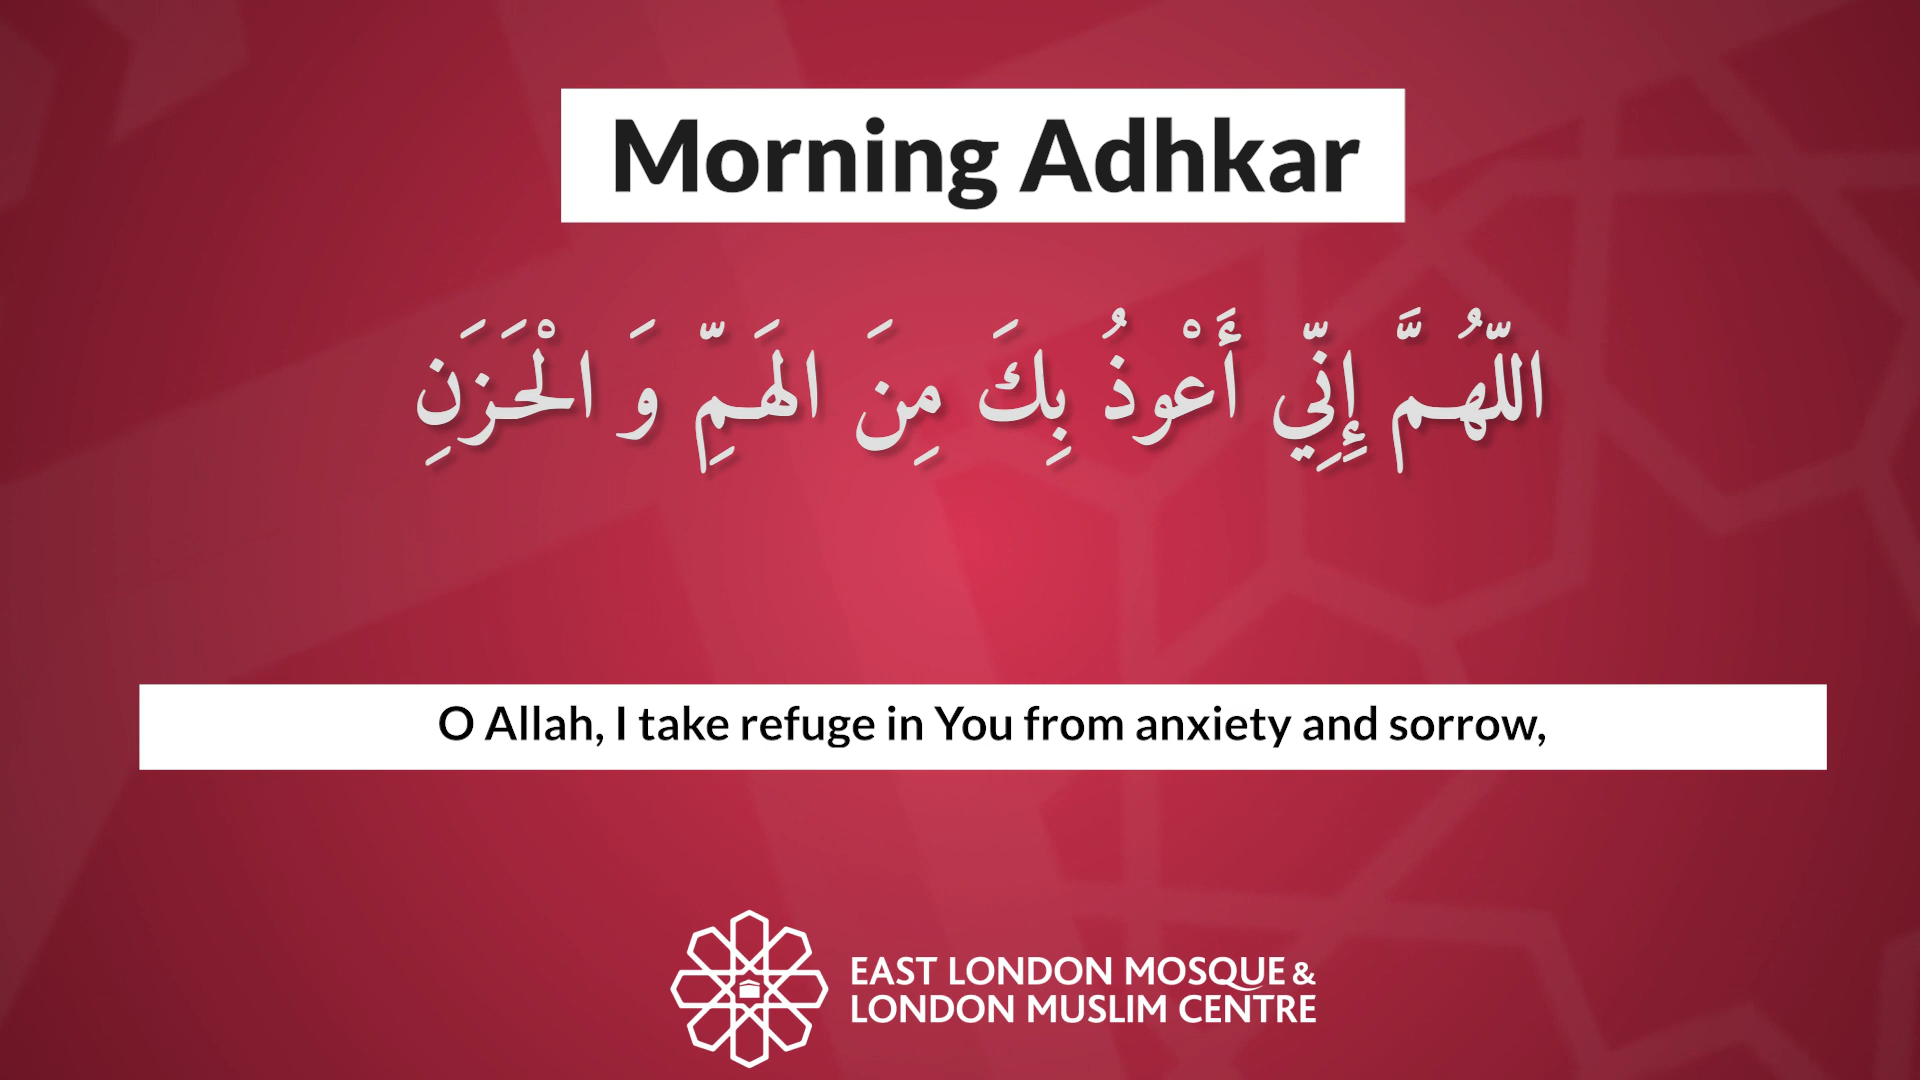 Morning Adhkar
اللّهُمَّ إِنِّي أَعْوذُ بِكَ مِنَ الهَمِّ وَ الْحَزَنِ
O Allah, I take refuge in You from anxiety and sorrow,
EAST LONDON MOSQUE &
LONDON MUSLIM CENTRE